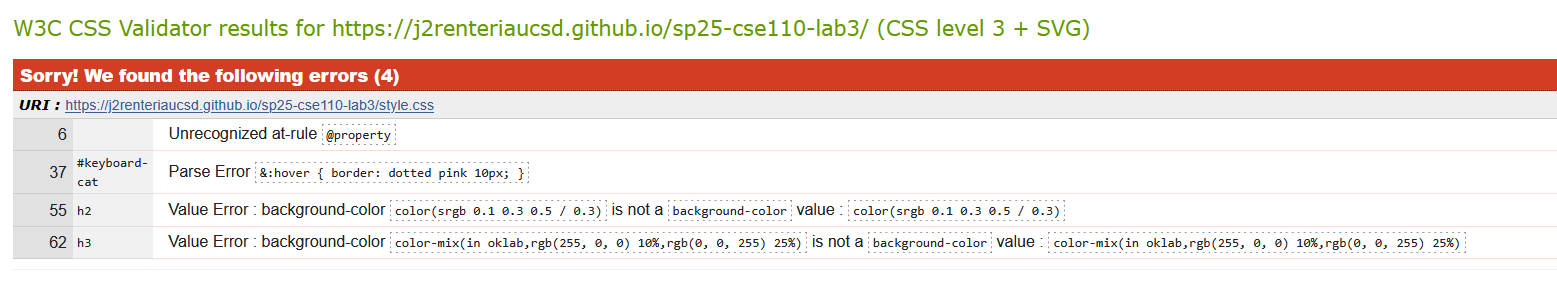 W3C CSS Validator results for https://j2renteriaucsd.github.io/sp25-cse110-lab3/ (CSS level 3 + SVG)
Sorry! We found the following errors (4)
URI : https://j2renteriaucsd.github.io/sp25-cse110-lab3/style.css
6 Unrecognized at-rule @property
37 #keyboard-cat Parse Error &:hover { border: dotted pink 10px; }
55 h2 Value Error : background-color color(srgb 0.1 0.3 0.5 / 0.3) is not a background-color value : color(srgb 0.1 0.3 0.5 / 0.3)
62 h3 Value Error : background-color color-mix(in oklab,rgb(255, 0, 0) 10%,rgb(0, 0, 255) 25%) is not a background-color value : color-mix(in oklab,rgb(255, 0, 0) 10%,rgb(0, 0, 255) 25%)